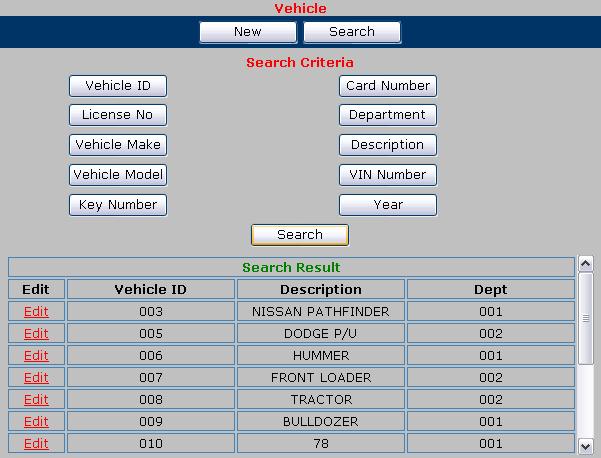 Vehicle
New Search
Search Criteria
Vehicle ID Card Number
License No Department
Vehicle Make Description
Vehicle Model VIN Number
Key Number Year
Search
Search Result
Edit Vehicle ID Description Dept
Edit 003 NISSAN PATHFINDER 001
Edit 005 DODGE P/U 002
Edit 006 HUMMER 001
Edit 007 FRONT LOADER 002
Edit 008 TRACTOR 002
Edit 009 BULLDOZER 001
Edit 010 78 001